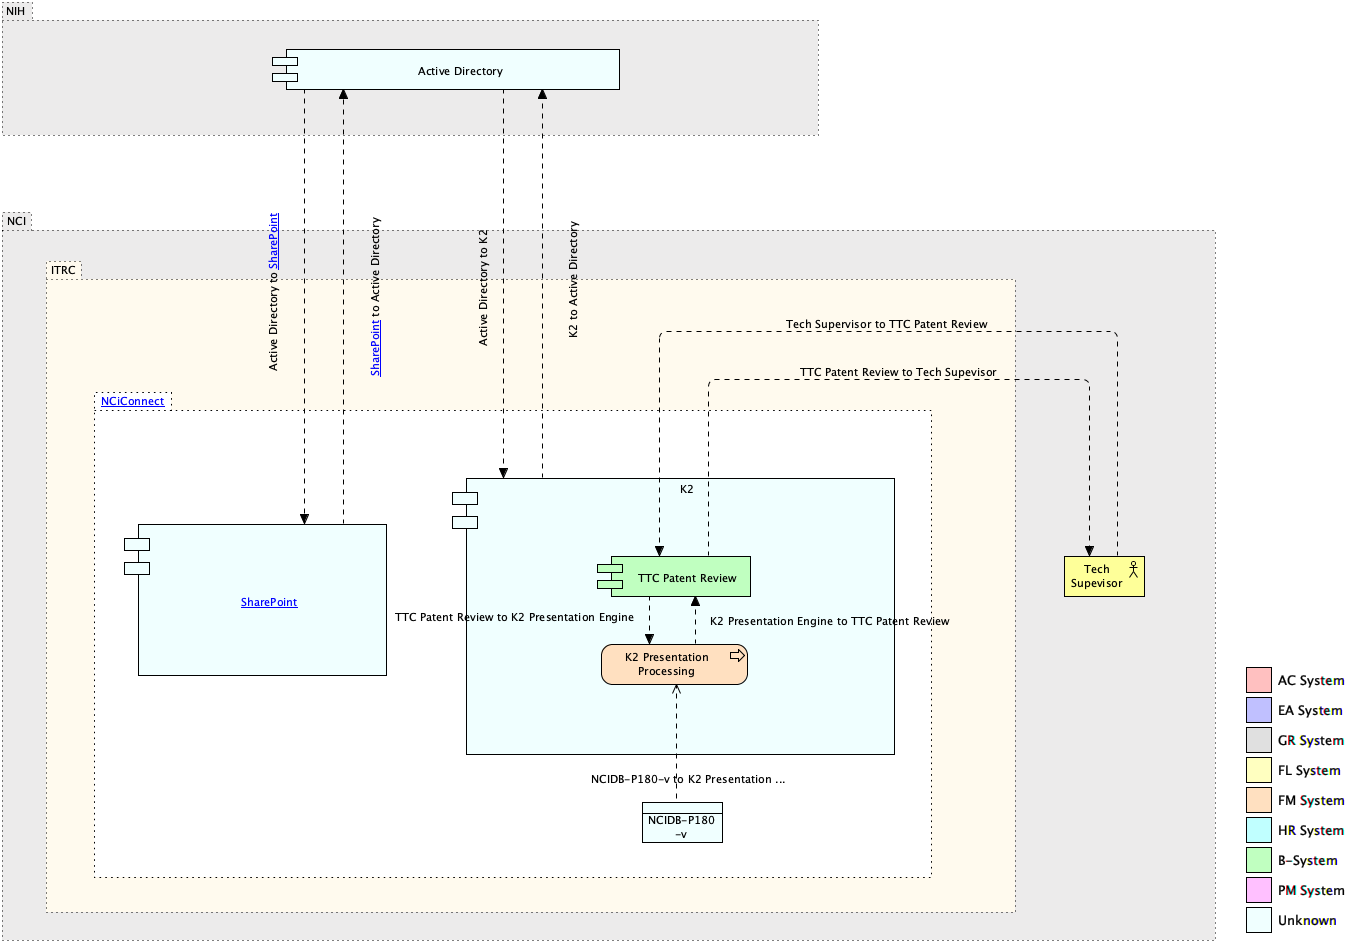 NIH
Active Directory
NCI
ITRC
Active Directory to SharePoint
SharePoint to Active Directory
Active Directory to K2
K2 to Active Directory
Tech Supervisor to TTC Patent Review
TTC Patent Review to Tech Supevisor
NCiConnect
K2
SharePoint
TTC Patent Review
Tech
Supevisor
TTC Patent Review to K2 Presentation Engine
K2 Presentation Engine to TTC Patent Review
K2 Presentation
Processing
NCIDB-P180-v to K2 Presentation ...
NCIDB-P180
-v
AC System
EA System
GR System
FL System
FM System
HR System
B-System
PM System
Unknown